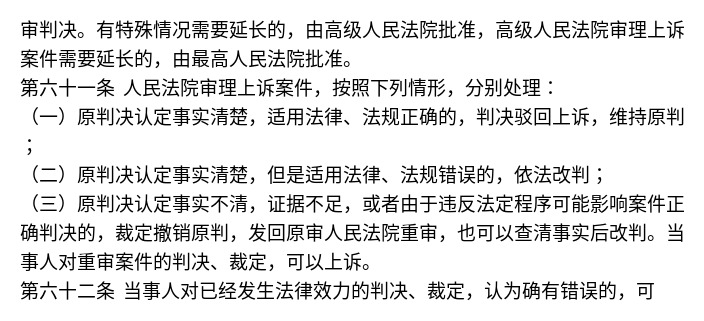 审判决。有特殊情况需要延长的，由高级人民法院批准，高级人民法院审理上诉
案件需要延长的，由最高人民法院批准。
第六十一条 人民法院审理上诉案件，按照下列情形，分别处理：
（一）原判决认定事实清楚，适用法律、法规正确的，判决驳回上诉，维持原判
；
（二）原判决认定事实清楚，但是适用法律、法规错误的，依法改判；
（三）原判决认定事实不清，证据不足，或者由于违反法定程序可能影响案件正
确判决的，裁定撤销原判，发回原审人民法院重审，也可以查清事实后改判。当
事人对重审案件的判决、裁定，可以上诉。
第六十二条 当事人对已经发生法律效力的判决、裁定，认为确有错误的，可